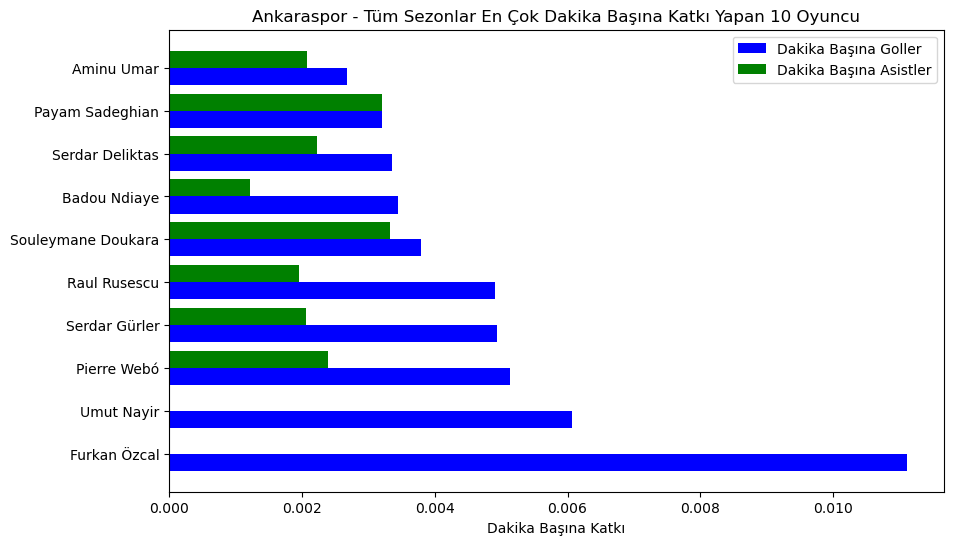 Ankaraspor - Tüm Sezonlar En Çok Dakika Başına Katkı Yapan 10 Oyuncu
Dakika Başına Goller
Dakika Başına Asistler
Aminu Umar
Payam Sadeghian
Serdar Deliktas
Badou Ndiaye
Souleymane Doukara
Raul Rusescu
Serdar Gürler
Pierre Webó
Umut Nayir
Furkan Özcal
0.000 0.002 0.004 0.006 0.008 0.010
Dakika Başına Katkı